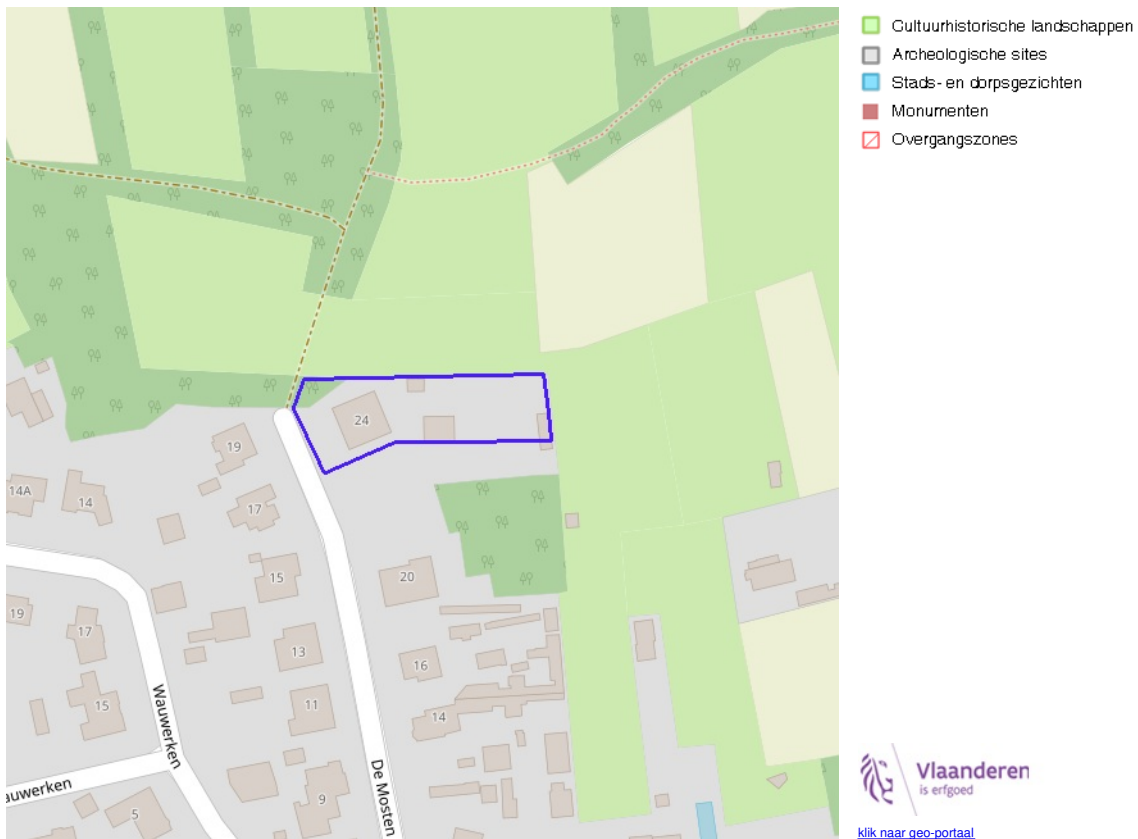 Cultuurhistorische landschappen
Archeologische sites
Stads- en dorpsgezichten
Monumenten
Overgangszones
24
19
14A
14
17
15
20
19
17
13
16
15
11
14
Wauwerken
De Mosten
auwerken
9
5
Vlaanderen
is erfgoed
klik naar geo-portaal